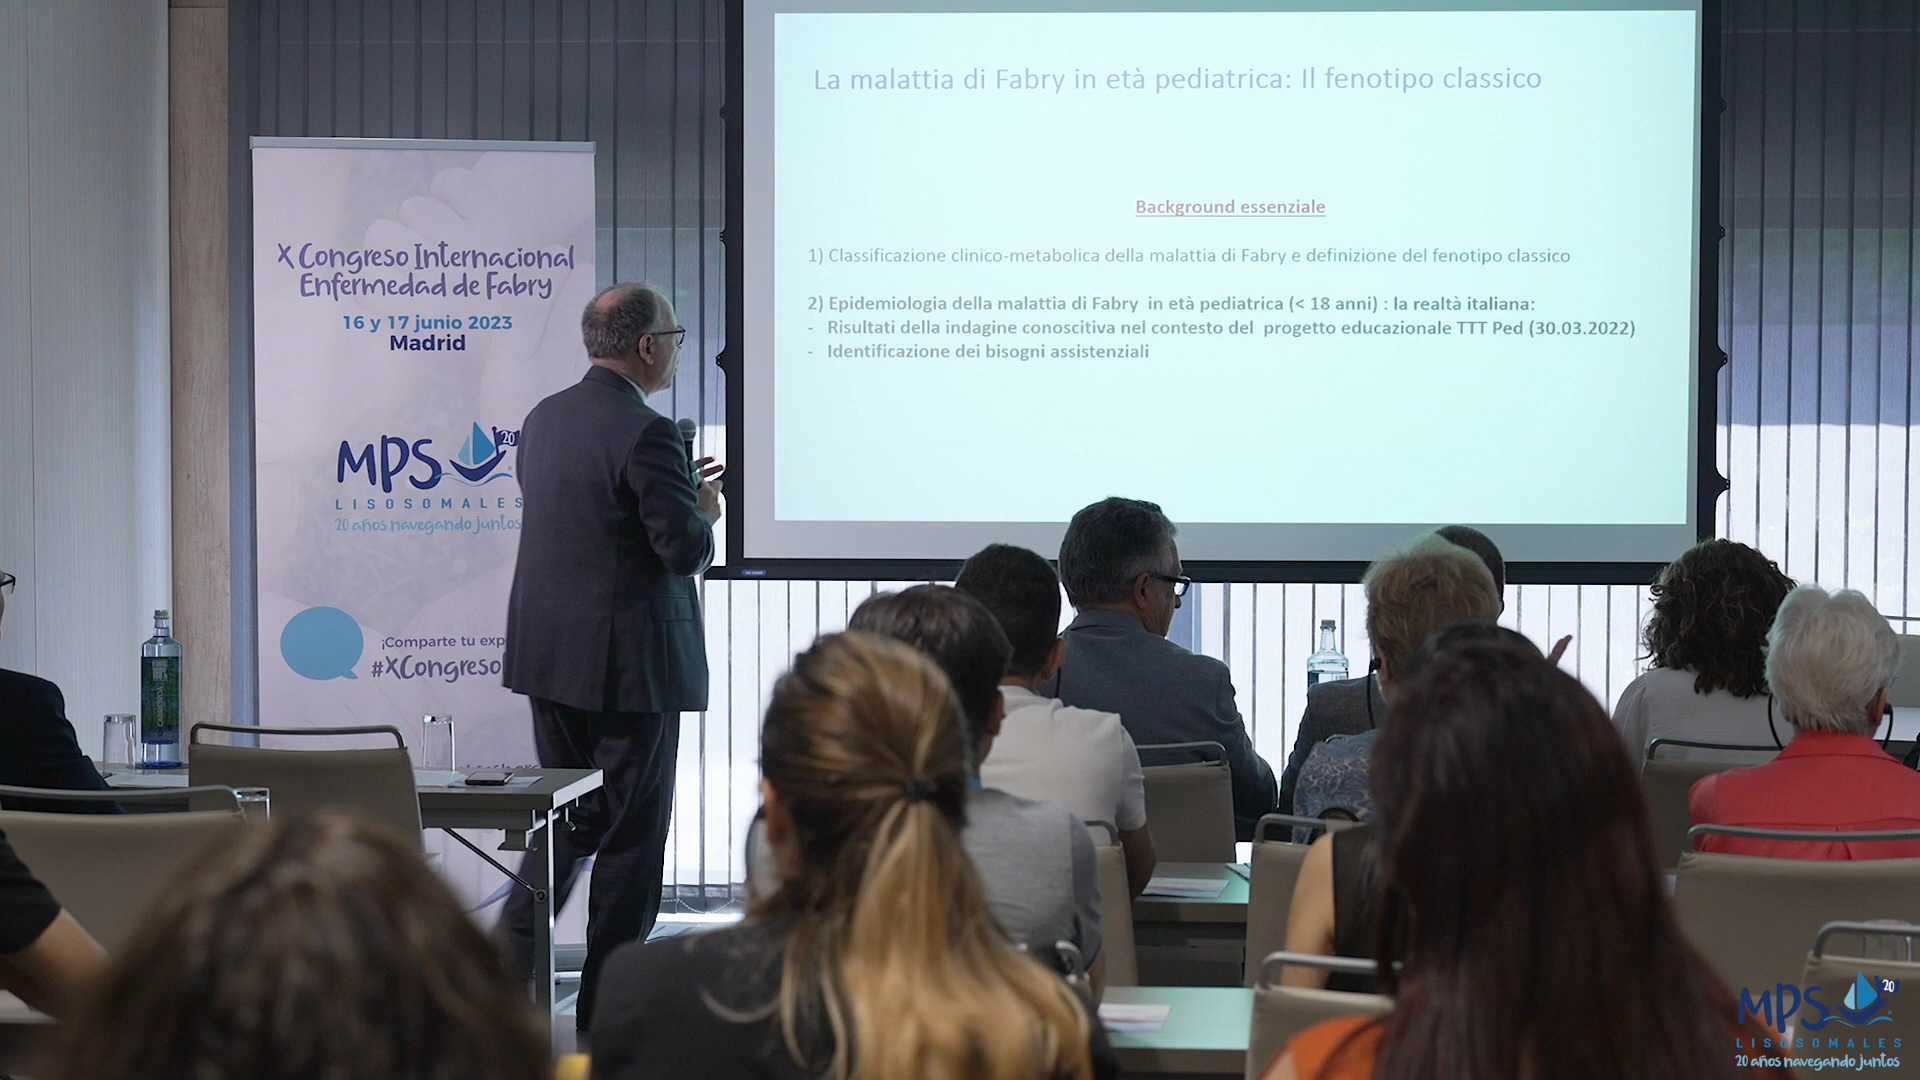 La malattia di Fabry in età pediatrica: Il fenotipo classico
Background essenziale
1) Classificazione clinico-metabolica della malattia di Fabry e definizione del fenotipo classico
2) Epidemiologia della malattia di Fabry in età pediatrica (< 18 anni) : la realtà italiana:
- Risultati della indagine conoscitiva nel contesto del progetto educazionale TTT Ped (30.03.2022)
- Identificazione dei bisogni assistenziali
X Congreso Internacional
Enfermedad de Fabry
16 y 17 junio 2023
Madrid
20
MPS
LISOSOMALES
20 años navegando juntos
¡Comparte tu exp
#XCongreso
20
MPS
LISOSOMALES
20 años navegando juntos